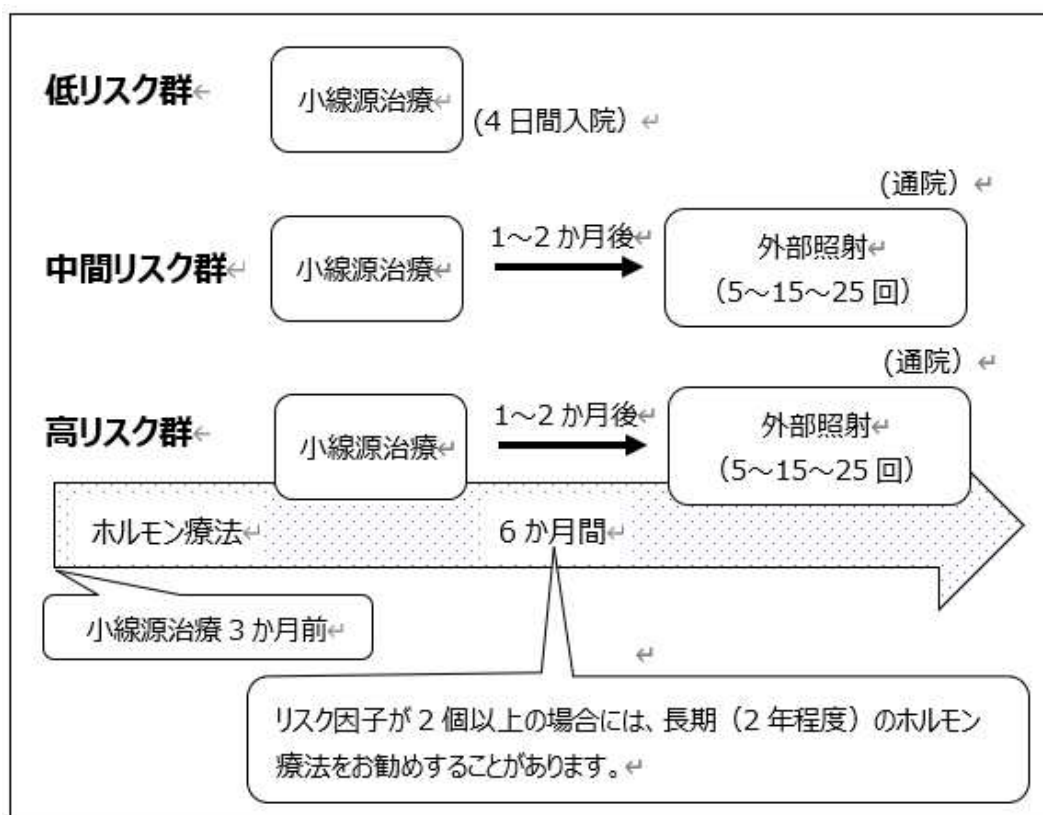 低リスク群
小線源治療
(4 日間入院）
(通院）
中間リスク群
小線源治療
1～2 か月後
外部照射
（5～15～25 回）
(通院）
高リスク群
小線源治療
1～2 か月後
外部照射
（5～15～25 回）
ホルモン療法
6 か月間
小線源治療 3 か月前
リスク因子が 2 個以上の場合には、長期（2 年程度）のホルモン
療法をお勧めすることがあります。